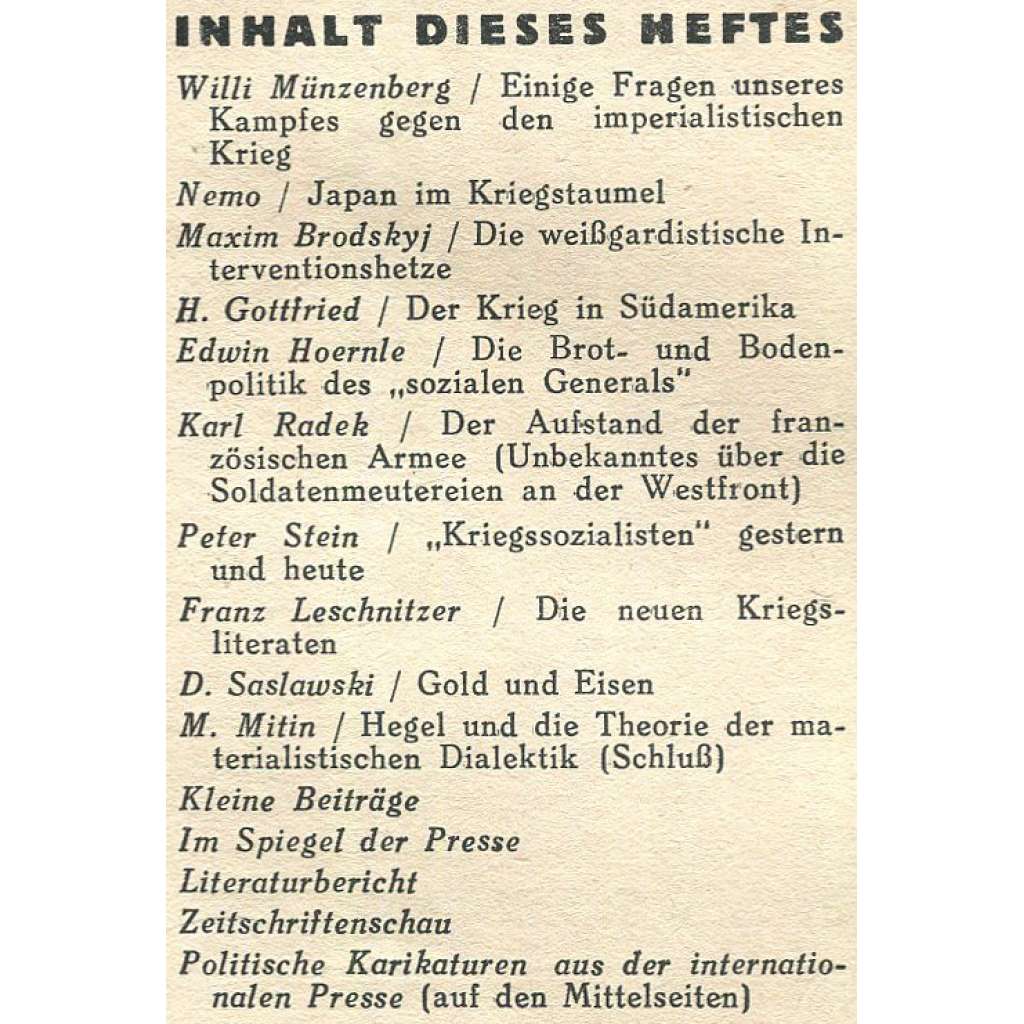 INHALT DIESES HEFTES
Willi Münzenberg / Einige Fragen unseres
Kampfes gegen den imperialistischen
Krieg
Nemo / Japan im Kriegstaumel
Maxim Brodskyj / Die weißgardistische In-
terventionshetze
H. Gottfried / Der Krieg in Südamerika
Edwin Hoernle / Die Brot- und Boden-
politik des „sozialen Generals"
Karl Radek / Der Aufstand der fran-
zösischen Armee (Unbekanntes über die
Soldatenmeutereien an der Westfront)
Peter Stein / „Kriegssozialisten" gestern
und heute
Franz Leschnitzer / Die neuen Kriegs-
literaten
D. Saslawski / Gold und Eisen
M. Mitin / Hegel und die Theorie der ma-
terialistischen Dialektik (Schluß)
Kleine Beiträge
Im Spiegel der Presse
Literaturbericht
Zeitschriftenschau
Politische Karikaturen aus der internatio-
nalen Presse (auf den Mittelseiten)